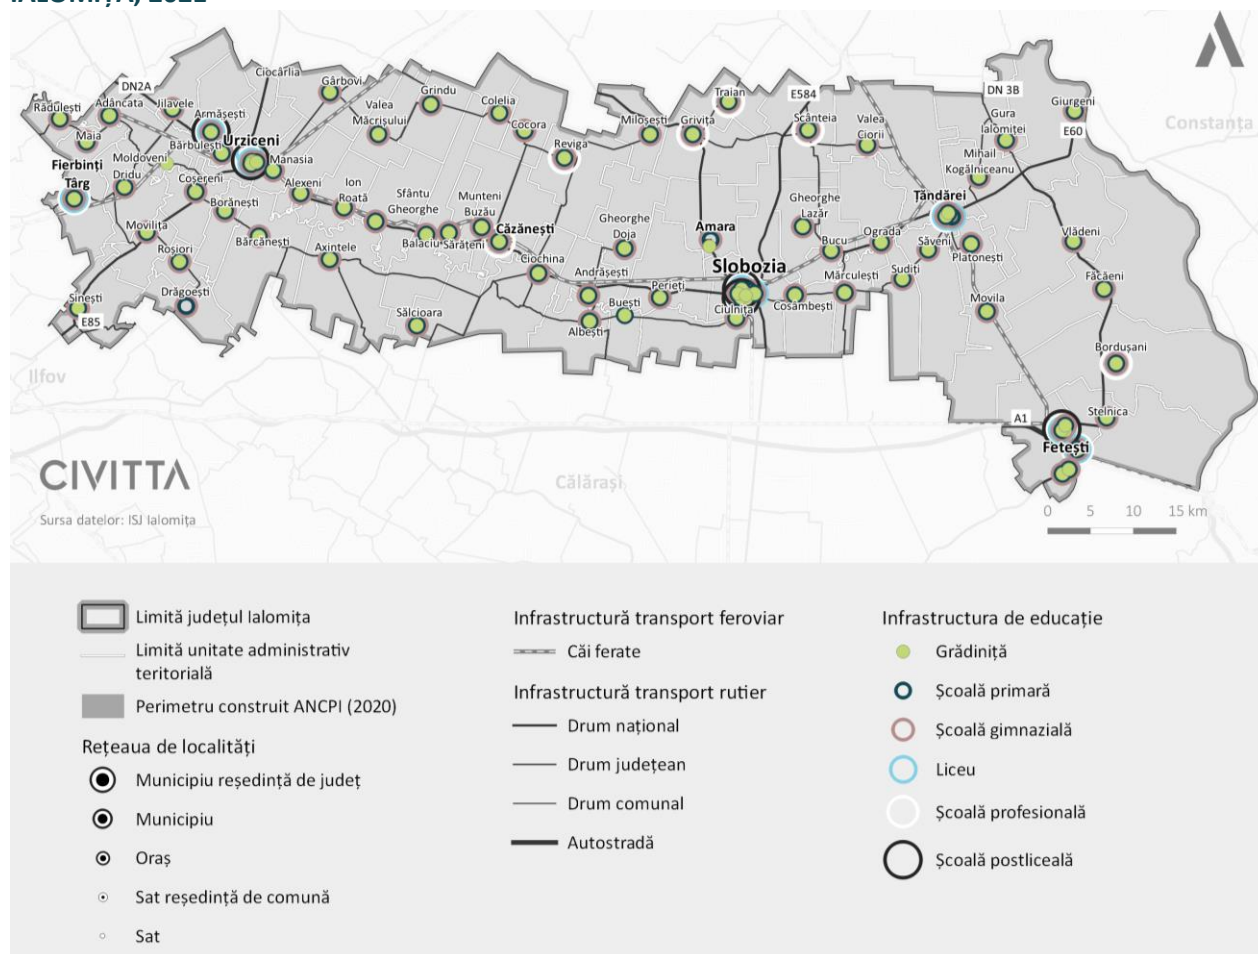 IALOMIȚA, 2021
DN2A
Ciocârlia
Gârbovi
Rădulești
Adâncata
Jilavele
Armășești
Valea
Măcrișului
Grindu
Colelia
Cocora
Miloșești
Grivița
Traian
E584
Scânteia
Valea
Ciorii
DN 3B
Gura
Ialomiței
Giurgeni
E60
Constanța
Maia
Bărbulești
Urziceni
Manasia
Reviga
Mihail
Kogălniceanu
Fierbinți
Târg
Moldoveni
Dridu
Coșereni
Alexeni
Ion
Roată
Sfântu
Gheorghe
Munteni
Buzău
Căzănești
Gheorghe
Doja
Amara
Gheorghe
Lazăr
Țăndărei
Movilița
Borănești
Bărcănești
Axintele
Balaciu
Sărățeni
Bucu
Ograda
Săveni
Platonești
Vlădeni
Roșiori
Ciochina
Andrășești
Slobozia
Mărculești
Sudiți
Făcăeni
Sinești
Drăgoești
Perieți
Cosâmbești
Movila
E85
Sălcioara
Albești
Buești
Ciulnița
Bordușani
Ilfov
A1
Stelnica
Fetești
Călărași
CIVITTA
Sursa datelor: ISJ Ialomița
0 5 10 15 km
Limită județul Ialomița
Limită unitate administrativ
teritorială
Perimetru construit ANCPI (2020)
Rețeaua de localități
Municipiu reședință de județ
Municipiu
Oraș
Sat reședință de comună
Sat
Infrastructură transport feroviar
Căi ferate
Infrastructură transport rutier
Drum național
Drum județean
Drum comunal
Autostradă
Infrastructura de educație
Grădiniță
Școală primară
Școală gimnazială
Liceu
Școală profesională
Școală postliceală